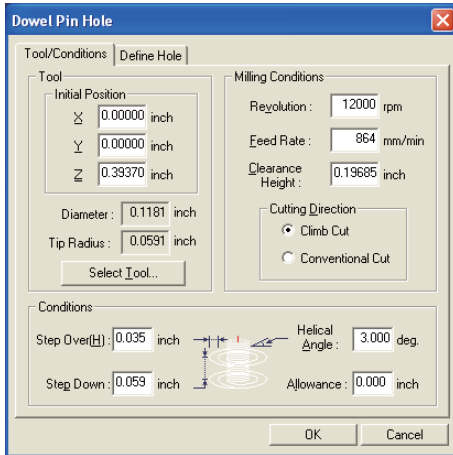 Dowel Pin Hole
Tool/Conditions Define Hole
Tool
Initial Position
X 0.00000 inch
Y 0.00000 inch
Z 0.39370 inch
Diameter : 0.1181 inch
Tip Radius : 0.0591 inch
Select Tool...
Milling Conditions
Revolution : 12000 rpm
Feed Rate : 864 mm/min
Clearance
Height : 0.19685 inch
Cutting Direction
Climb Cut
Conventional Cut
Conditions
Step Over(H) : 0.035 inch
Step Down : 0.059 inch
Helical
Angle : 3.000 deg.
Allowance : 0.000 inch
OK Cancel